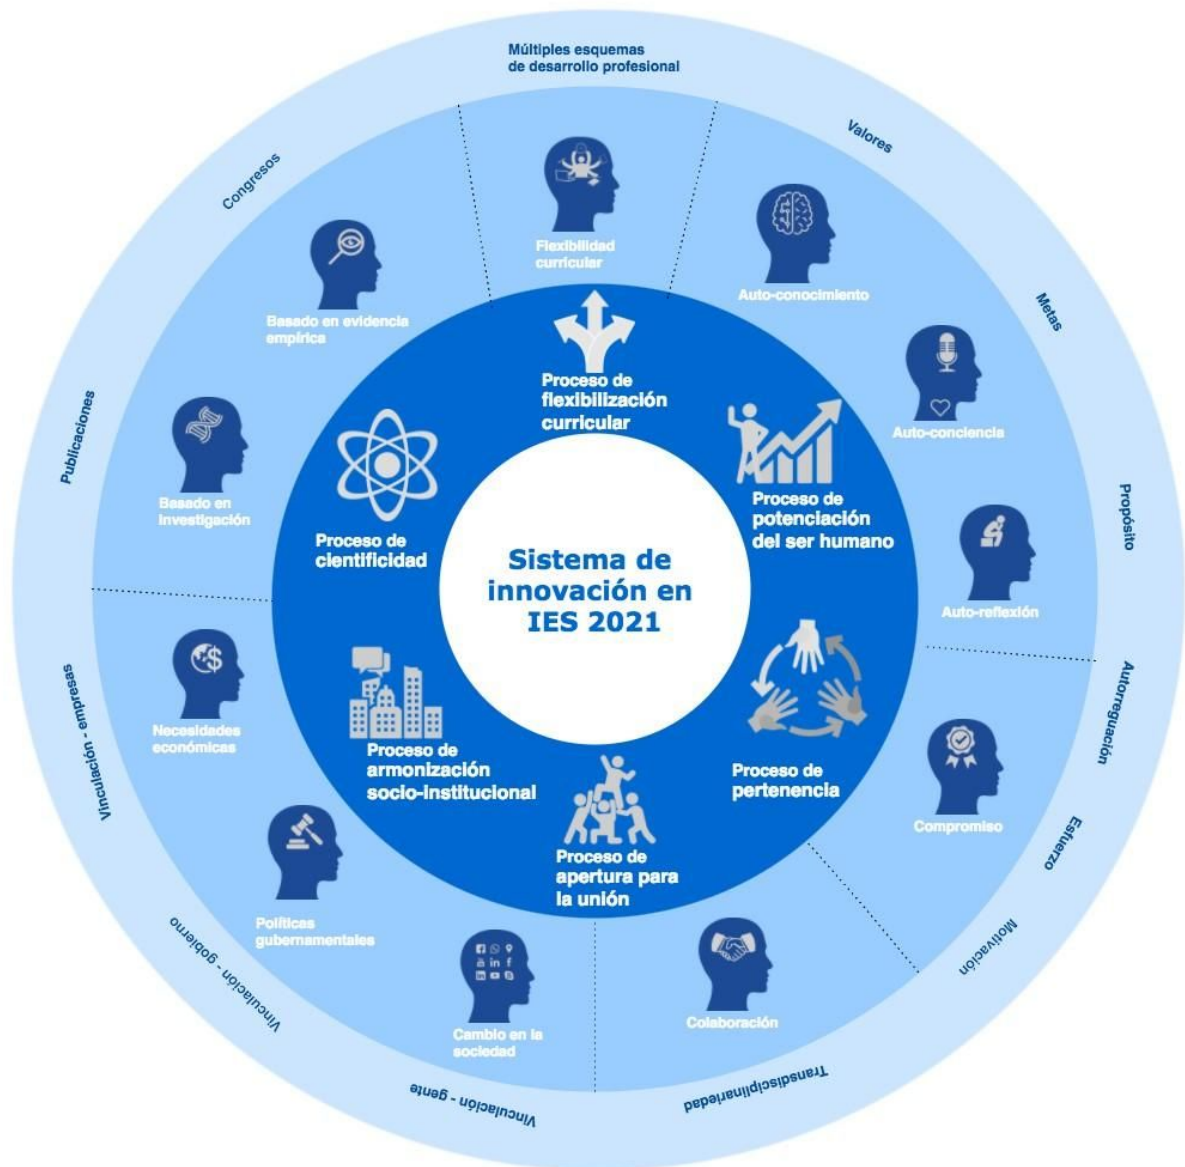 Múltiples esquemas
de desarrollo profesional
Valores
Metas
Propósito
Autorreguación
Esfuerzo
Motivación
Transdisciplinariedad
Vinculación - gente
Vinculación - gobierno
Vinculación - empresas
Publicaciones
Congresos
Flexibilidad
curricular
Auto-conocimiento
Auto-conciencia
Auto-reflexión
Compromiso
Colaboración
Cambio en la
sociedad
Políticas
gubernamentales
Necesidades
económicas
Basado en
investigación
Basado en evidencia
empírica
Proceso de
flexibilización
curricular
Proceso de
potenciación
del ser humano
Proceso de
pertenencia
Proceso de
apertura para
la unión
Proceso de
armonización
socio-institucional
Proceso de
cientificidad
Sistema de
innovación en
IES 2021